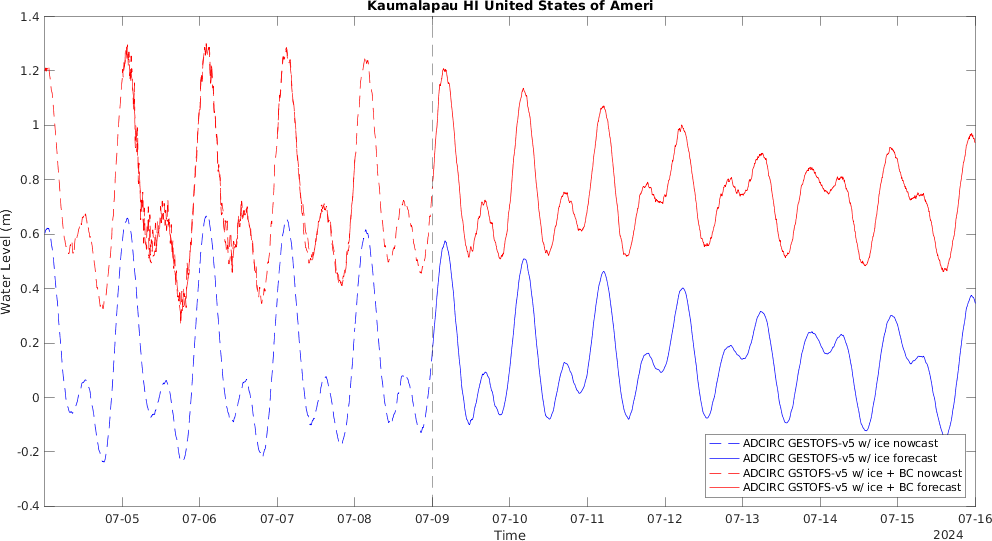 Kaumalapau HI United States of Ameri
Water Level (m)
1.4
1.2
1
0.8
0.6
0.4
0.2
0
-0.2
-0.4
ADCIRC GESTOFS-v5 w/ ice nowcast
ADCIRC GESTOFS-v5 w/ ice forecast
ADCIRC GSTOFS-v5 w/ ice + BC nowcast
ADCIRC GSTOFS-v5 w/ ice + BC forecast
07-05 07-06 07-07 07-08 07-09 07-10 07-11 07-12 07-13 07-14 07-15 07-16
Time
2024